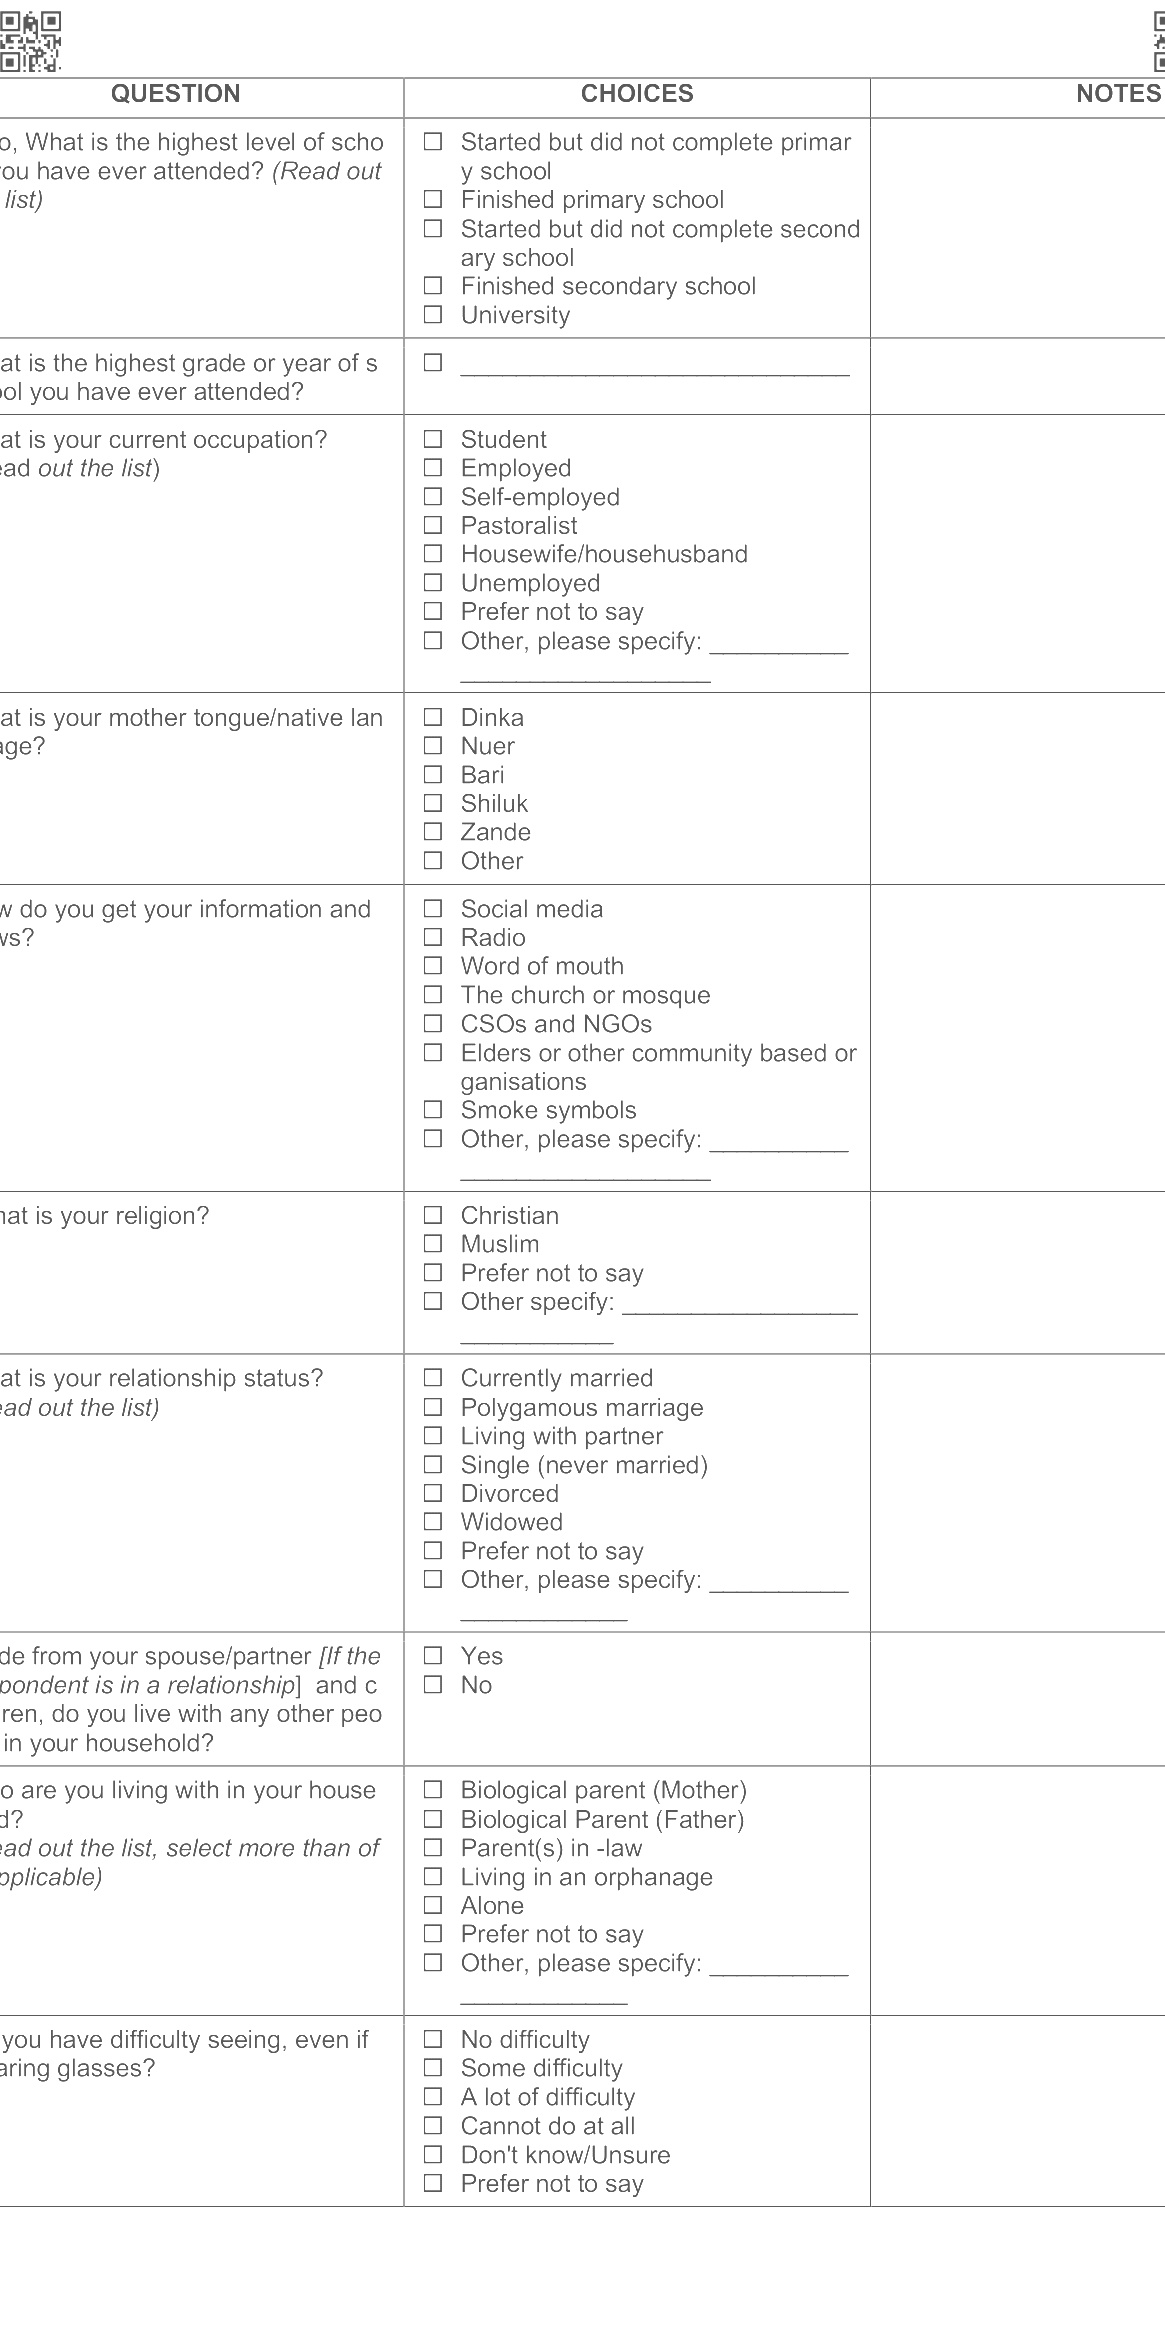 QUESTION CHOICES NOTES
o, What is the highest level of scho
ou have ever attended? (Read out
list)
☐ Started but did not complete primar
y school
☐ Finished primary school
☐ Started but did not complete second
ary school
☐ Finished secondary school
☐ University
at is the highest grade or year of s
ool you have ever attended?
☐ ____________________________
at is your current occupation?
ead out the list)
☐ Student
☐ Employed
☐ Self-employed
☐ Pastoralist
☐ Housewife/househusband
☐ Unemployed
☐ Prefer not to say
☐ Other, please specify: __________
__________________
at is your mother tongue/native lan
age?
☐ Dinka
☐ Nuer
☐ Bari
☐ Shiluk
☐ Zande
☐ Other
w do you get your information and
ws?
☐ Social media
☐ Radio
☐ Word of mouth
☐ The church or mosque
☐ CSOs and NGOs
☐ Elders or other community based or
ganisations
☐ Smoke symbols
☐ Other, please specify: __________
__________________
hat is your religion?
☐ Christian
☐ Muslim
☐ Prefer not to say
☐ Other specify: _________________
___________
at is your relationship status?
ead out the list)
☐ Currently married
☐ Polygamous marriage
☐ Living with partner
☐ Single (never married)
☐ Divorced
☐ Widowed
☐ Prefer not to say
☐ Other, please specify: __________
____________
de from your spouse/partner [If the
pondent is in a relationship] and c
ren, do you live with any other peo
in your household?
☐ Yes
☐ No
o are you living with in your house
d?
ead out the list, select more than of
pplicable)
☐ Biological parent (Mother)
☐ Biological Parent (Father)
☐ Parent(s) in -law
☐ Living in an orphanage
☐ Alone
☐ Prefer not to say
☐ Other, please specify: __________
____________
you have difficulty seeing, even if
aring glasses?
☐ No difficulty
☐ Some difficulty
☐ A lot of difficulty
☐ Cannot do at all
☐ Don't know/Unsure
☐ Prefer not to say